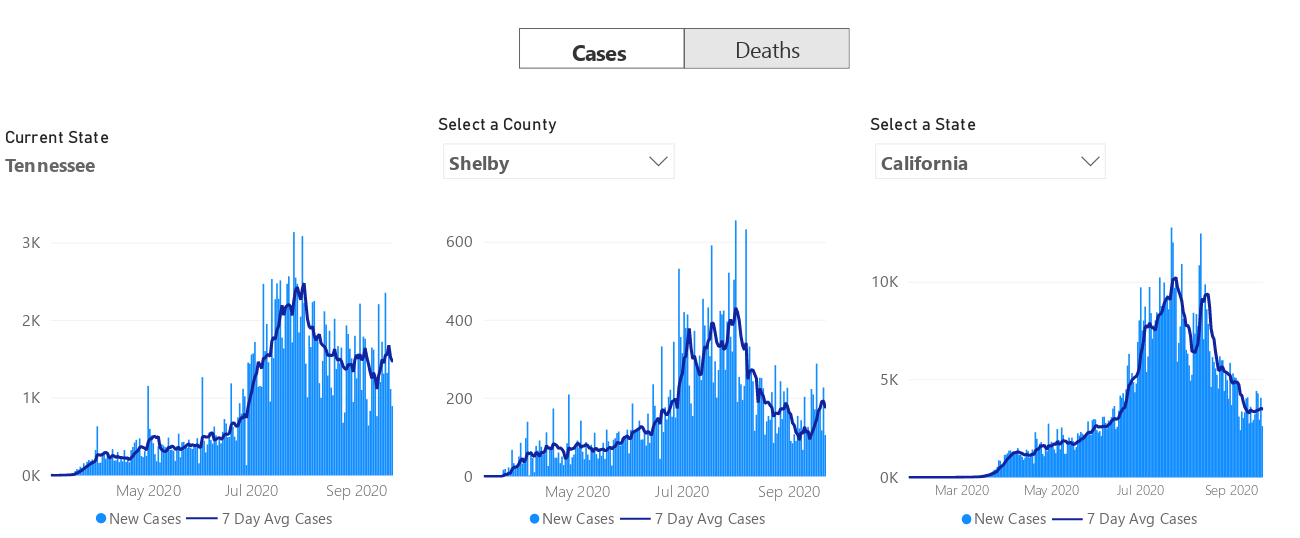 Cases Deaths
Current State
Tennessee
Select a County
Shelby
Select a State
California
3K
2K
1K
0K
May 2020 Jul 2020 Sep 2020
New Cases 7 Day Avg Cases
600
400
200
0
May 2020 Jul 2020 Sep 2020
New Cases 7 Day Avg Cases
10K
5K
0K
Mar 2020 May 2020 Jul 2020 Sep 2020
New Cases 7 Day Avg Cases